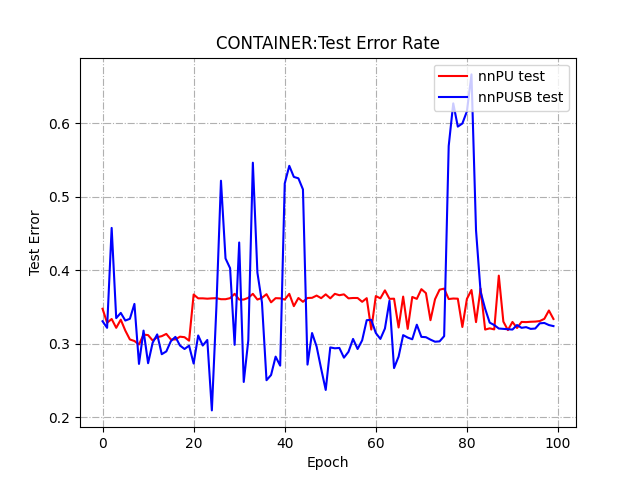 CONTAINER:Test Error Rate
nnPU test
nnPUSB test
Test Error
0.6
0.5
0.4
0.3
0.2
0 20 40 60 80 100
Epoch